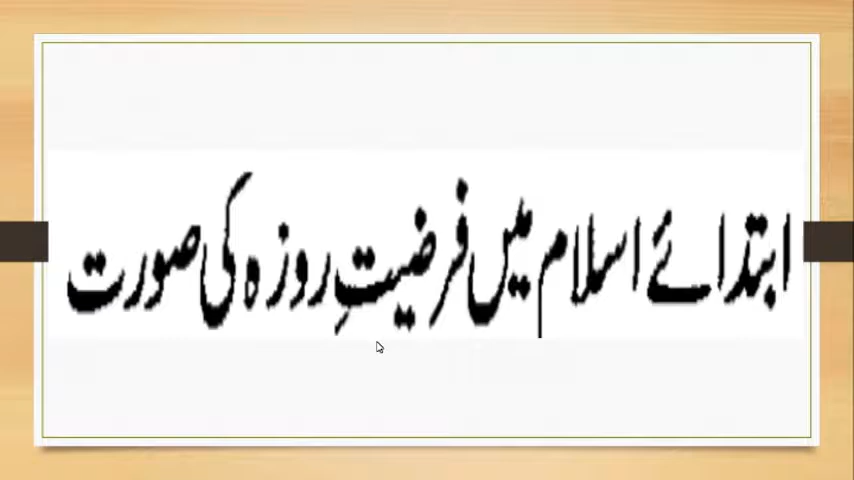 ابتدائے اسلام میں فرضیتِ روزہ کی صورت